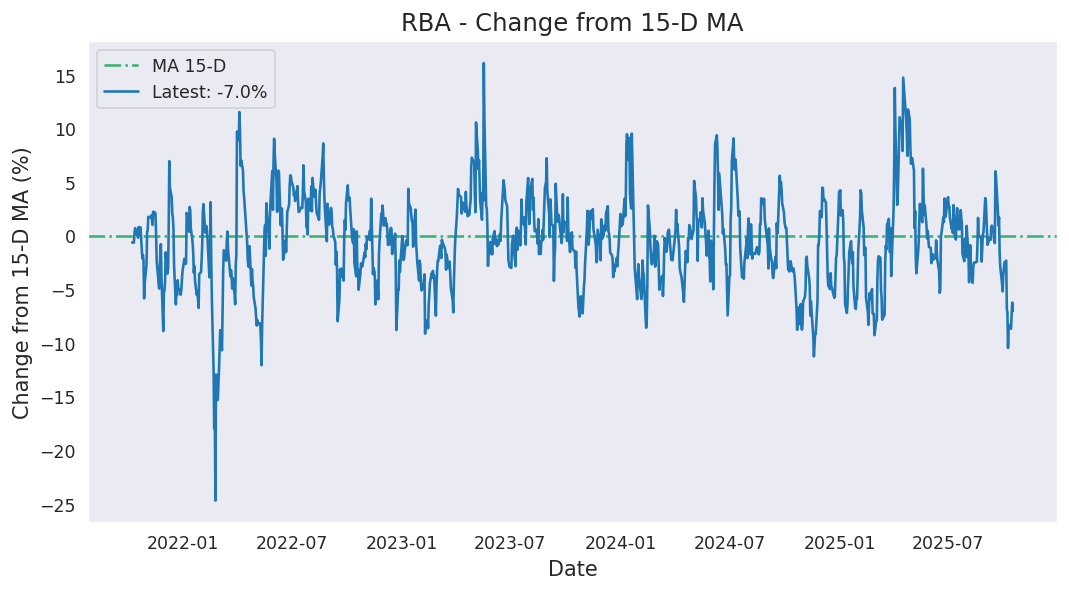 RBA - Change from 15-D MA
MA 15-D
Latest: -7.0%
Change from 15-D MA (%)
15
10
5
0
−5
−10
−15
−20
−25
2022-01 2022-07 2023-01 2023-07 2024-01 2024-07 2025-01 2025-07
Date